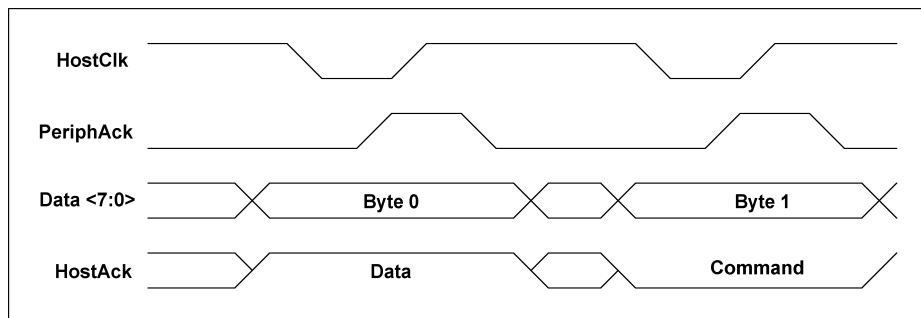 HostClk
PeriphAck
Data <7:0> Byte 0 Byte 1
HostAck Data Command